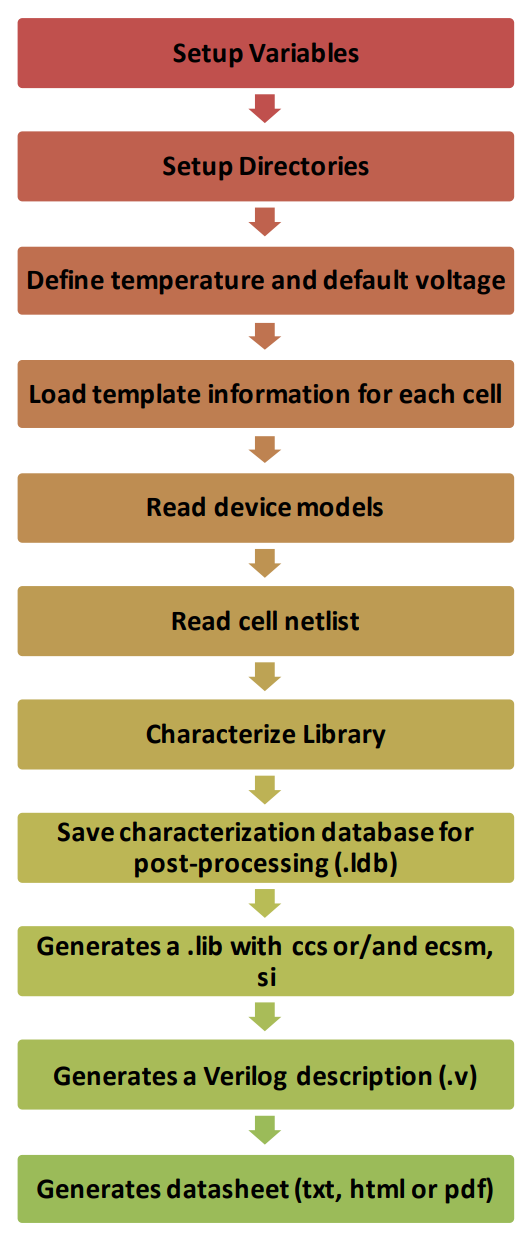 Setup Variables
Setup Directories
Define temperature and default voltage
Load template information for each cell
Read device models
Read cell netlist
Characterize Library
Save characterization database for
post-processing (.ldb)
Generates a .lib with ccs or/and ecsm,
si
Generates a Verilog description (.v)
Generates datasheet (txt, html or pdf)